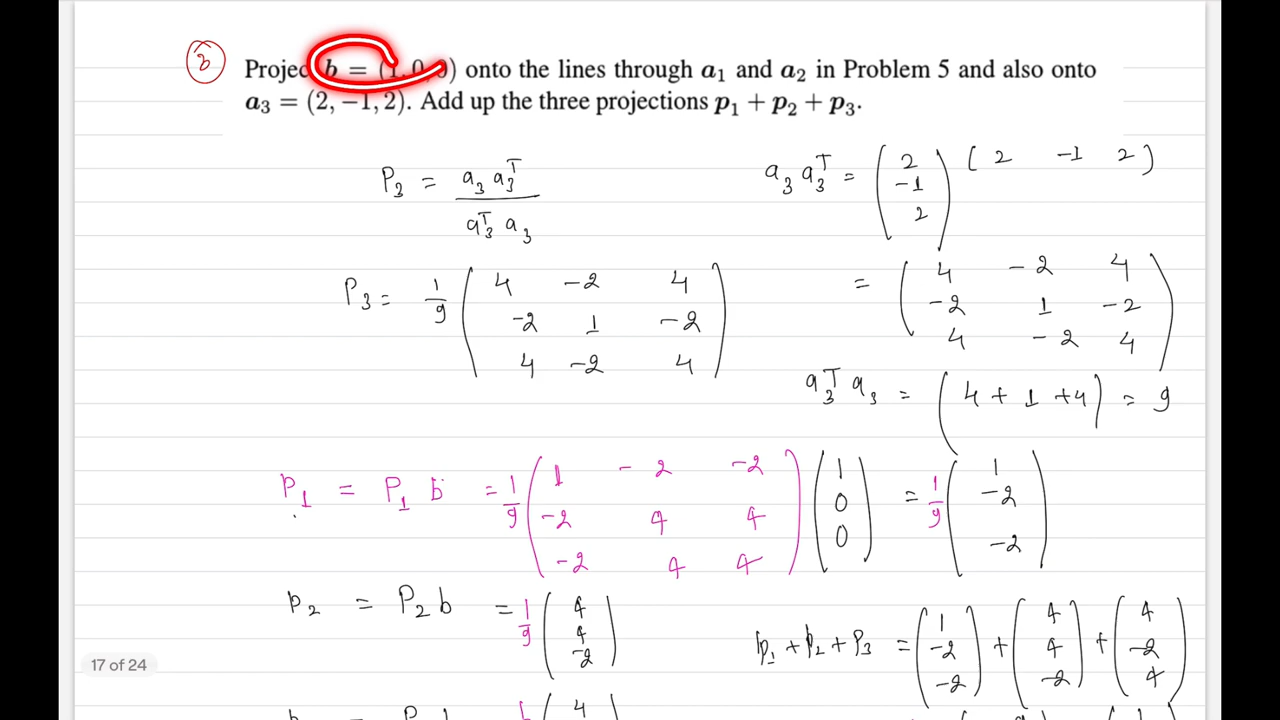 3
Project b = (1, 0, 0) onto the lines through a₁ and a₂ in Problem 5 and also onto
a₃ = (2, −1, 2). Add up the three projections p₁ + p₂ + p₃.
P₃ = a₃ a₃ᵀ / a₃ᵀ a₃
a₃ a₃ᵀ = (2 -1 2) (2 -1 2)
P₃ = 1/9 (4 -2 4
-2 1 -2
4 -2 4)
= (4 -2 4
-2 1 -2
4 -2 4)
a₃ᵀ a₃ = (4 + 1 + 4) = 9
P₁ = P₁ b = 1/9 (1 -2 -2
-2 4 4
-2 4 4) (1 0 0) = 1/9 (1 -2 -2)
p₂ = P₂ b = 1/9 (4 4 -2)
p₁ + p₂ + p₃ = (1 -2 -2) + (4 4 -2) + (4 -2 4)
17 of 24